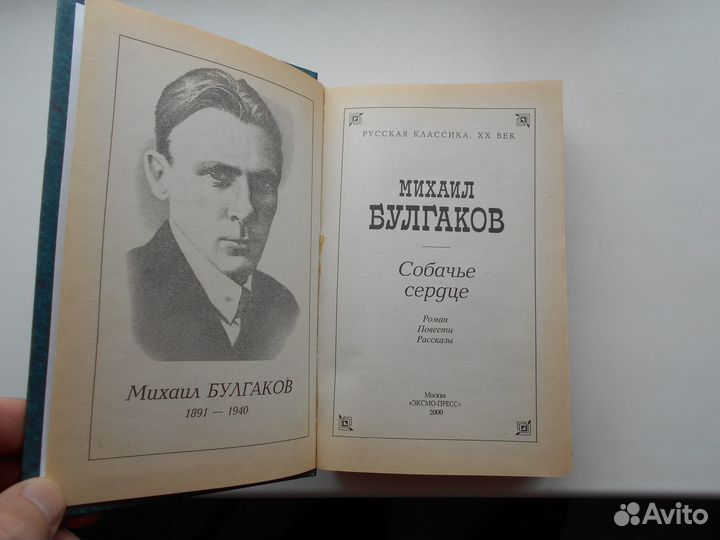 Михаил БУЛГАКОВ
1891 — 1940
РУССКАЯ КЛАССИКА. XX ВЕК
МИХАИЛ
БУЛГАКОВ
Собачье
сердце
Роман
Повести
Рассказы
Москва
«ЭКСМО-ПРЕСС»
2000
Avito